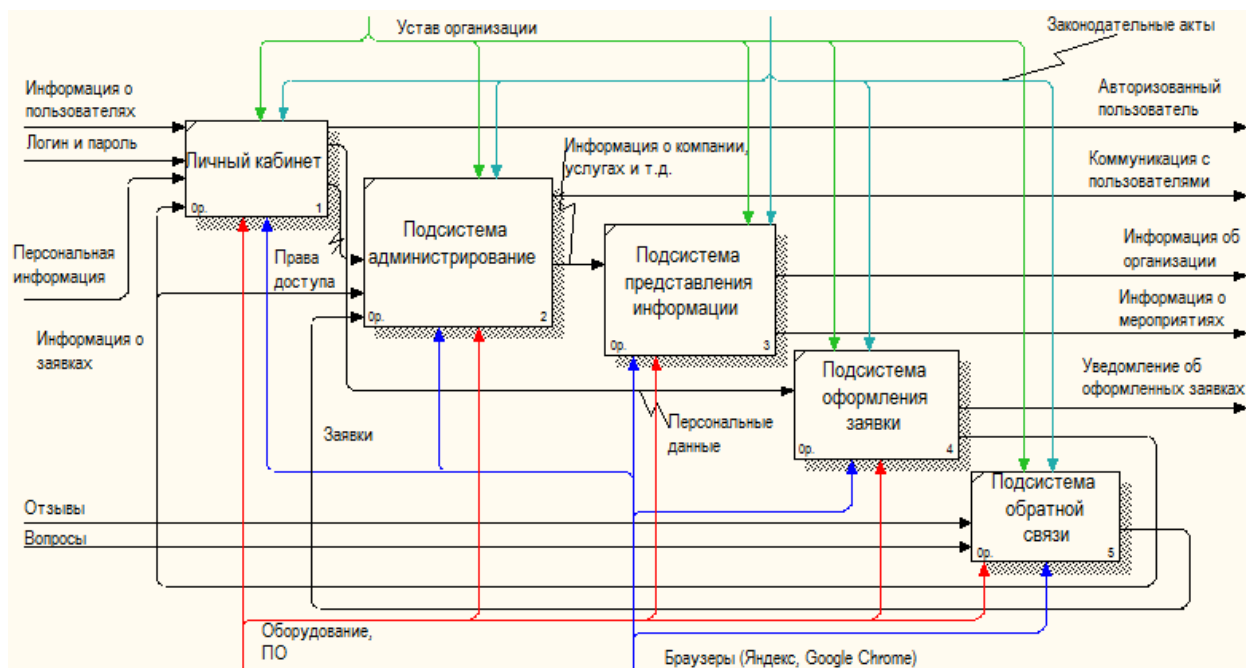 Устав организации
Законодательные акты
Информация о
пользователях
Логин и пароль
Персональная
информация
Информация о
заявках
Личный кабинет
0р. 1
Права
доступа
Подсистема
администрирование
0р. 2
Информация о компании,
услугах и т.д.
Подсистема
представления
информации
0р. 3
Подсистема
оформления
заявки
0р. 4
Подсистема
обратной
связи
0р. 5
Авторизованный
пользователь
Коммуникация с
пользователями
Информация об
организации
Информация о
мероприятиях
Уведомление об
оформленных заявках
Персональные
данные
Заявки
Отзывы
Вопросы
Оборудование,
ПО
Браузеры (Яндекс, Google Chrome)